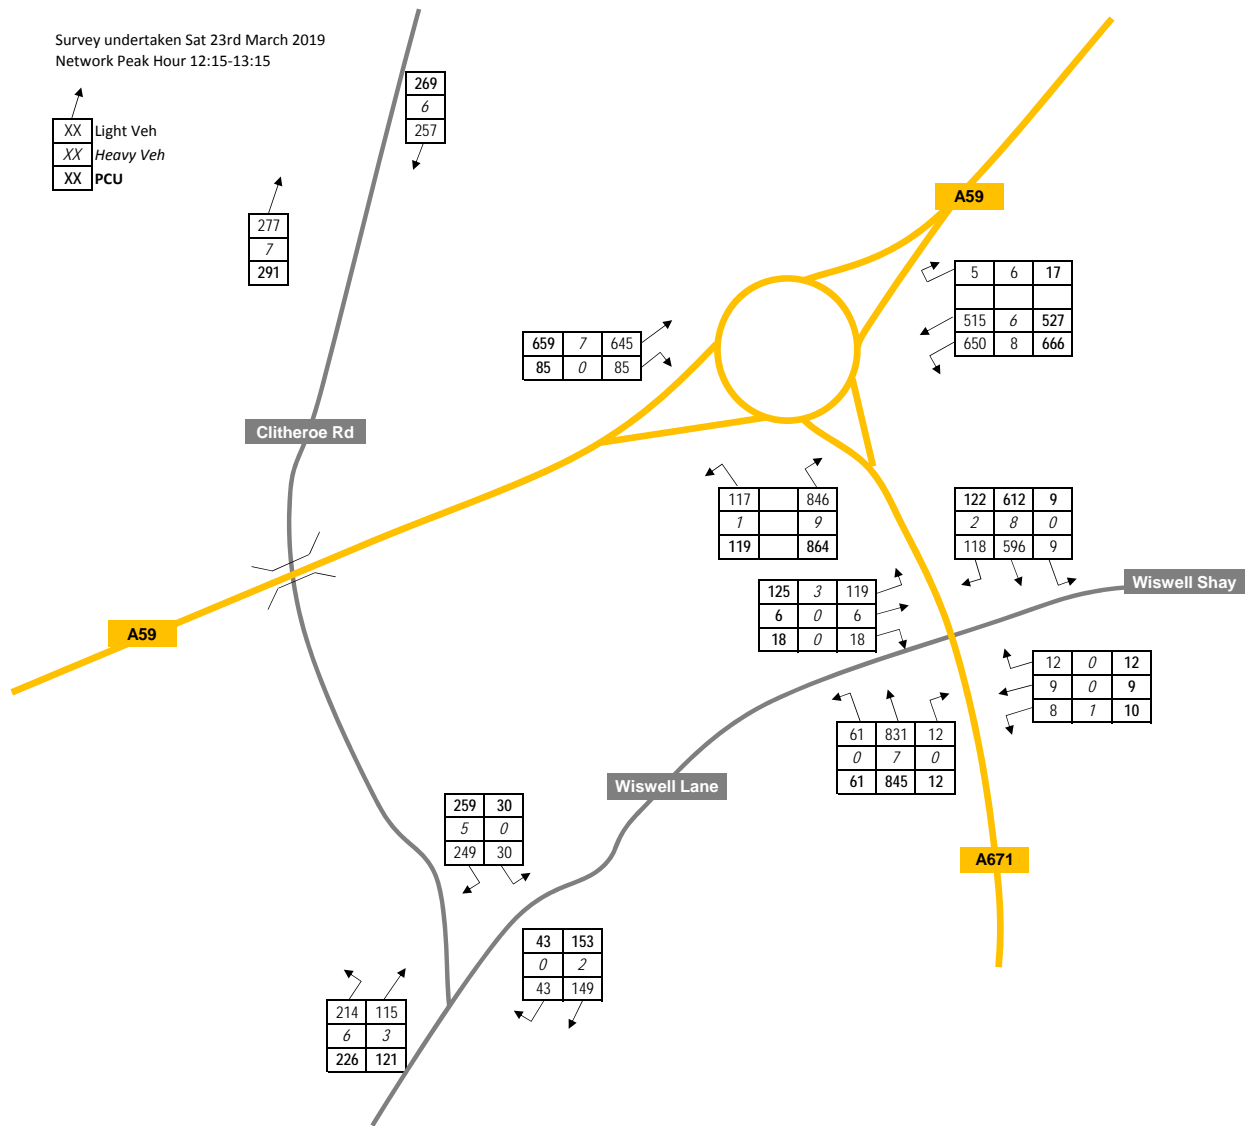 Survey undertaken Sat 23rd March 2019
Network Peak Hour 12:15-13:15
XX Light Veh
XX Heavy Veh
XX PCU
269
6
257
277
7
291
A59
5 6 17
515 6 527
650 8 666
659 7 645
85 0 85
Clitheroe Rd
117 846
1 9
119 864
122 612 9
2 8 0
118 596 9
Wiswell Shay
125 3 119
6 0 6
18 0 18
A59
12 0 12
9 0 9
8 1 10
61 831 12
0 7 0
61 845 12
Wiswell Lane
259 30
5 0
249 30
A671
43 153
0 2
43 149
214 115
6 3
226 121